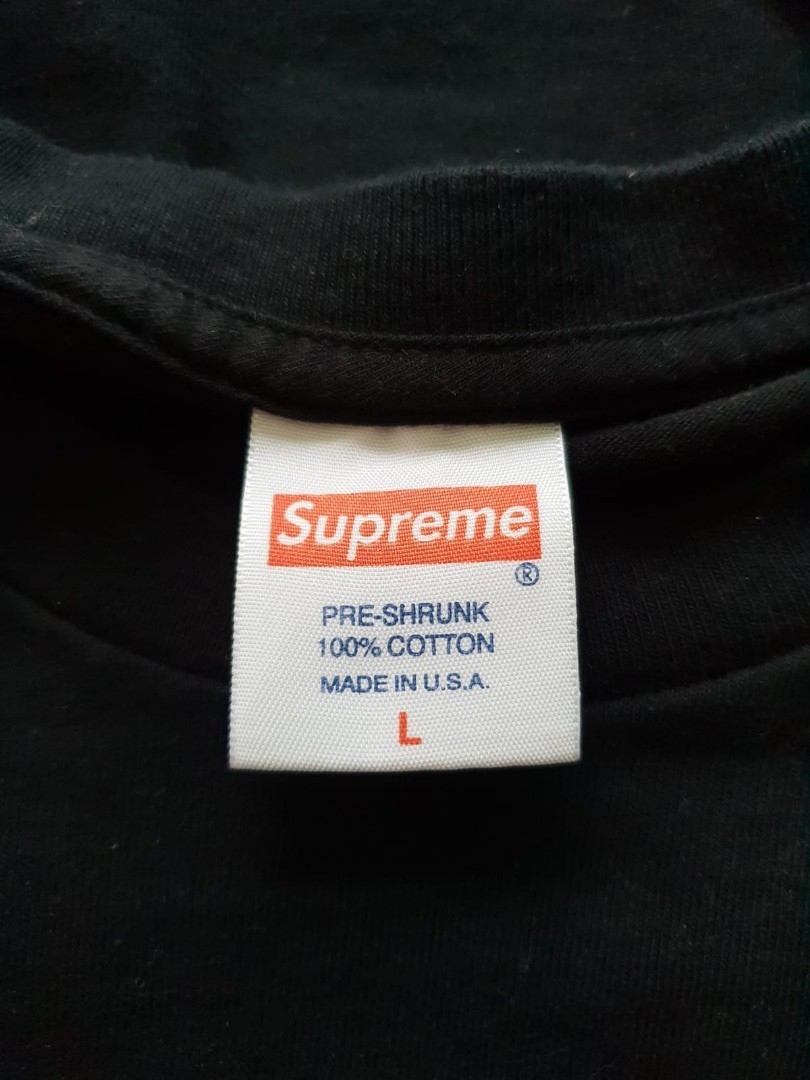 Supreme
®
PRE-SHRUNK
100% COTTON
MADE IN U.S.A.
L